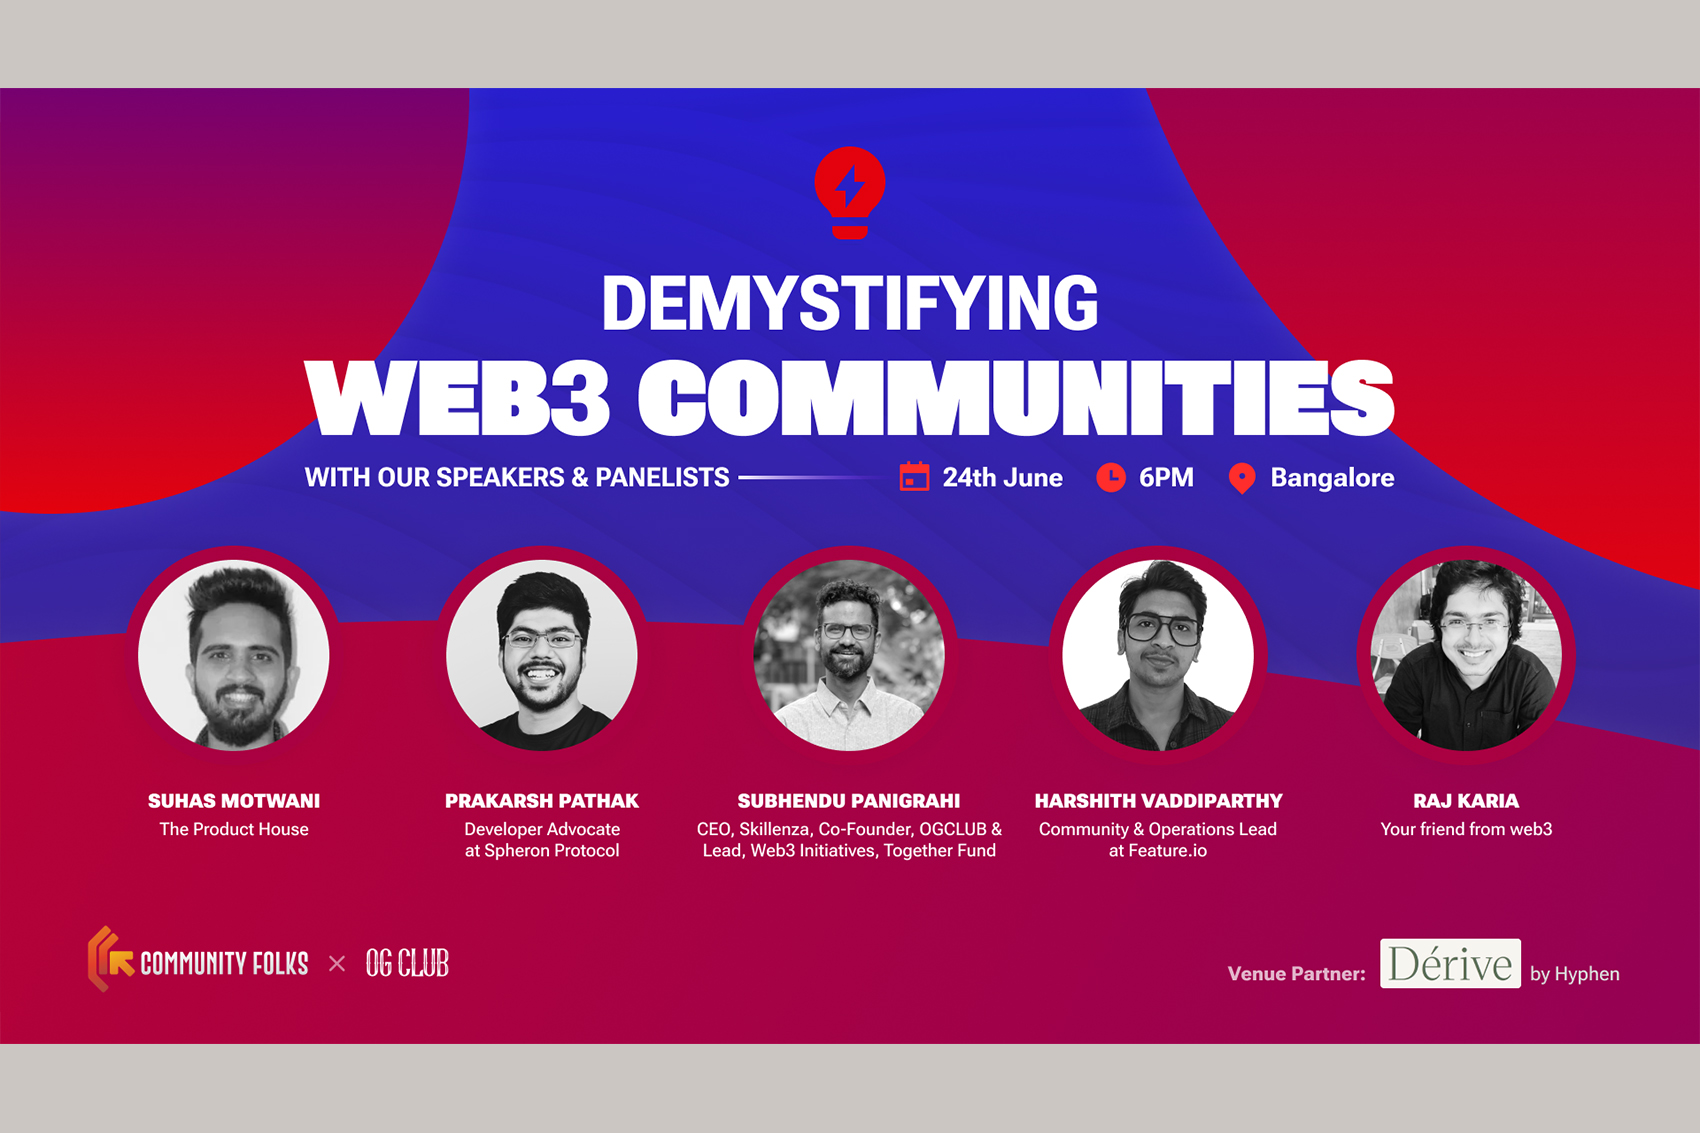 DEMYSTIFYING
WEB3 COMMUNITIES
WITH OUR SPEAKERS & PANELISTS 24th June 6PM Bangalore
SUHAS MOTWANI
The Product House
PRAKARSH PATHAK
Developer Advocate
at Spheron Protocol
SUBHENDU PANIGRAHI
CEO, Skillenza, Co-Founder, OGCLUB &
Lead, Web3 Initiatives, Together Fund
HARSHITH VADDIPARTHY
Community & Operations Lead
at Feature.io
RAJ KARIA
Your friend from web3
COMMUNITY FOLKS × OG CLUB
Venue Partner: Dérive by Hyphen